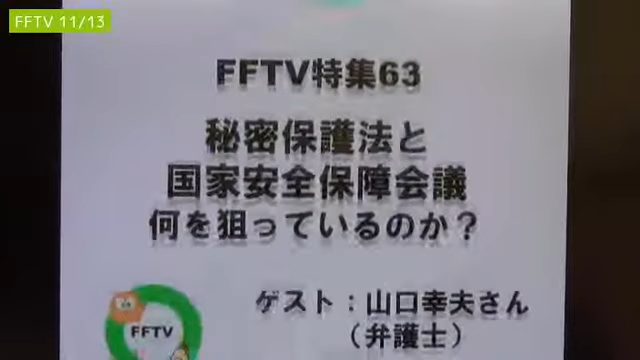 FFTV 11/13
FFTV特集63
秘密保護法と
国家安全保障会議
何を狙っているのか？
ゲスト：山口幸夫さん
（弁護士）
FFTV